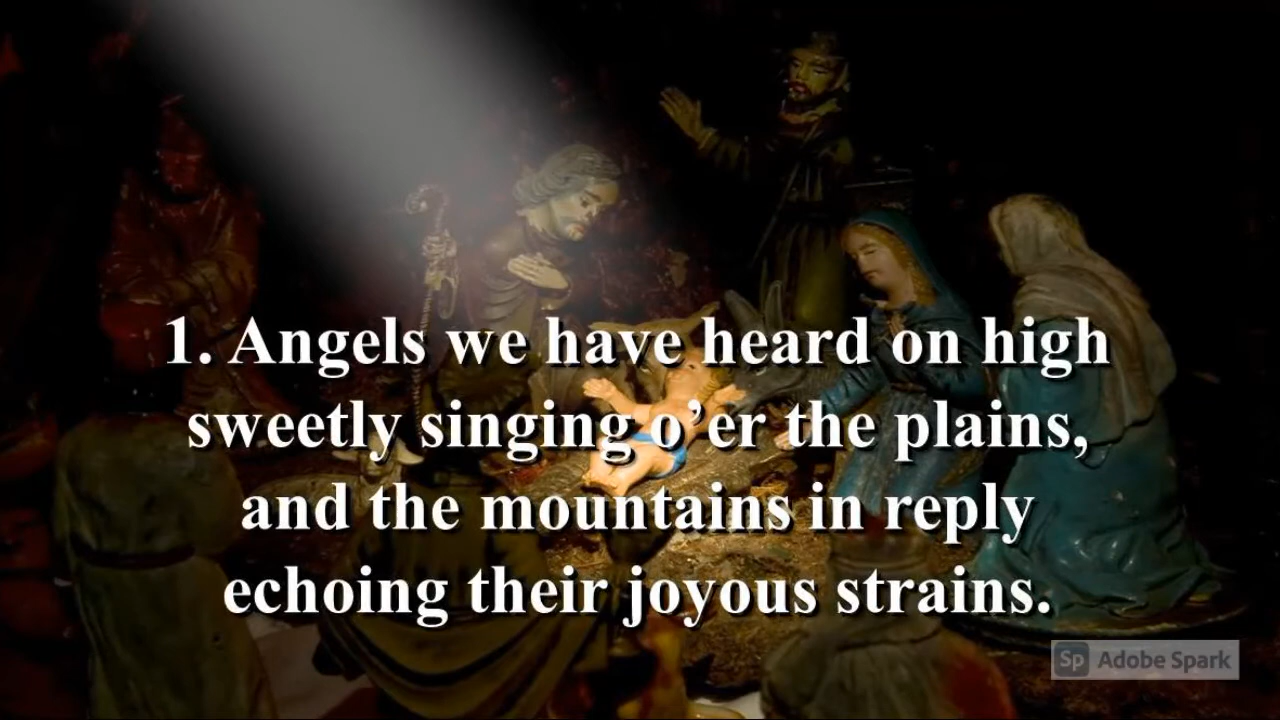 1. Angels we have heard on high
sweetly singing o’er the plains,
and the mountains in reply
echoing their joyous strains.
Sp Adobe Spark